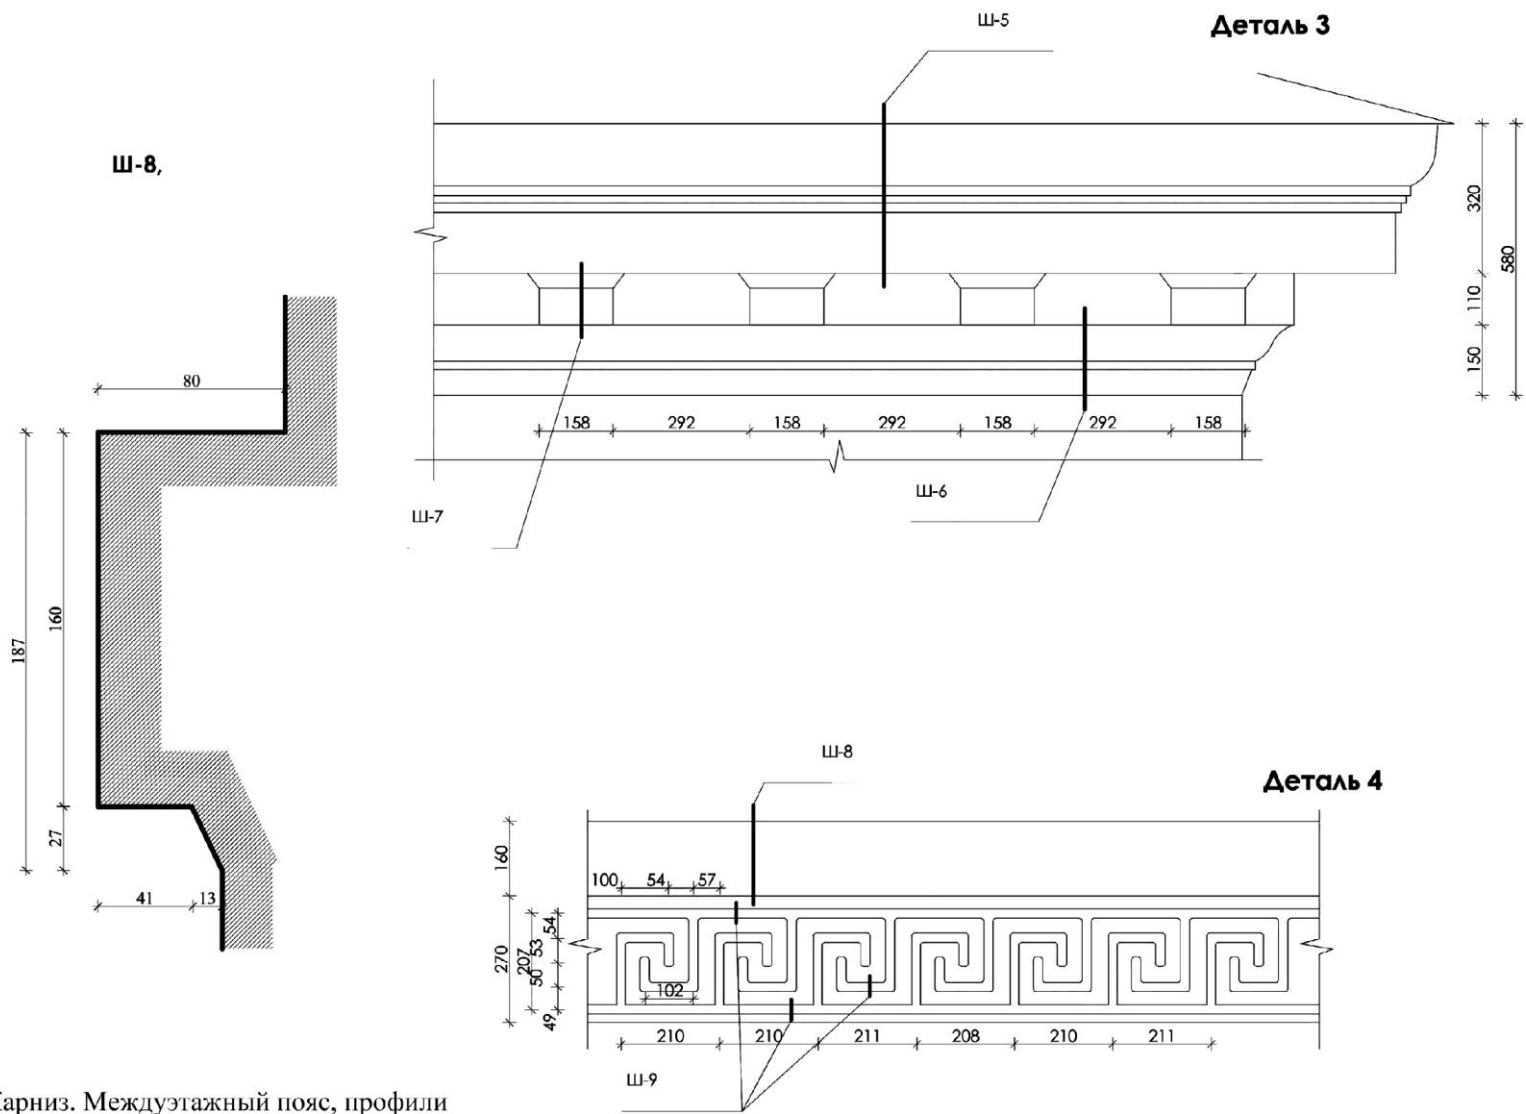 Ш-5
Деталь 3
Ш-8,
320
580
110
150
80
158 292 158 292 158 292 158
Ш-6
Ш-7
187
160
27
41 13
Ш-8
Деталь 4
160
100 54 57
270
207
54
53
50
49
102
210 210 211 208 210 211
Ш-9
арниз. Междуэтажный пояс, профили